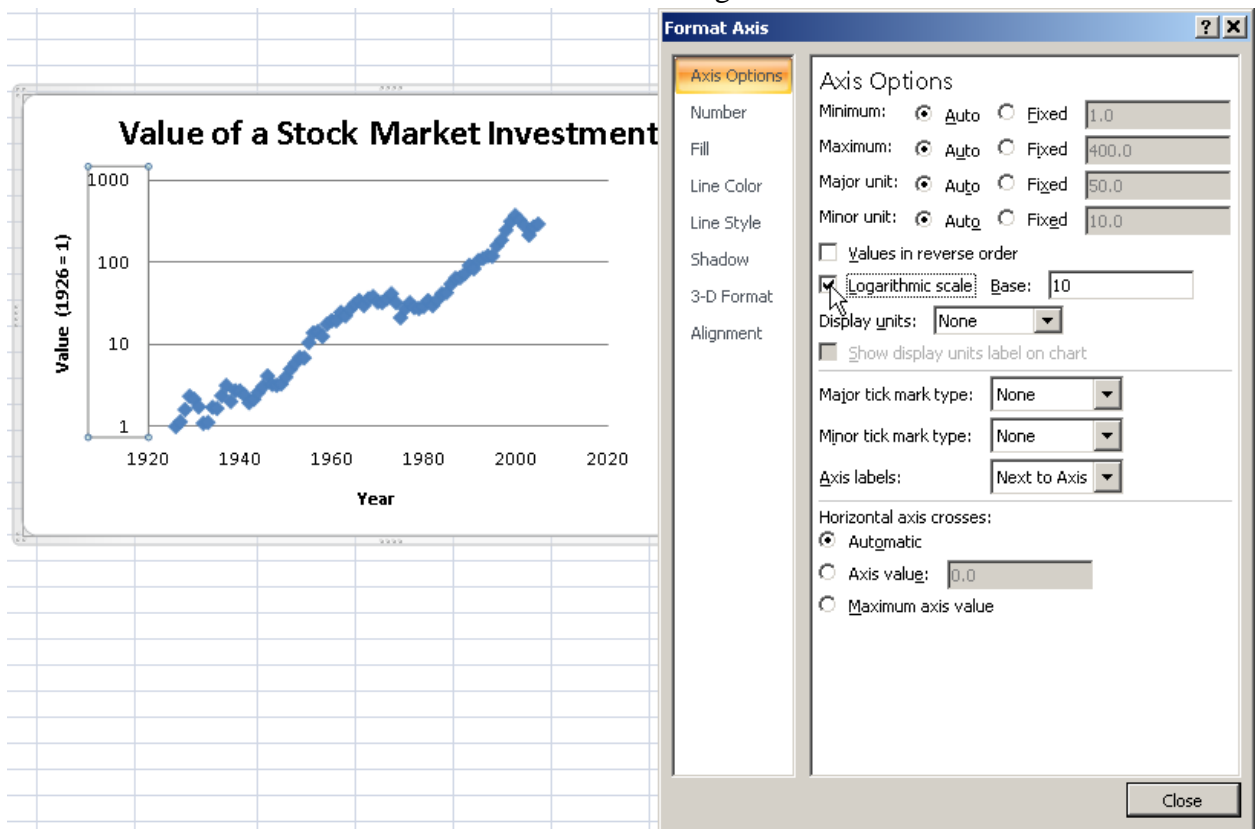 Format Axis
Axis Options
Number
Fill
Line Color
Line Style
Shadow
3-D Format
Alignment
Axis Options
Minimum: Auto Fixed 1.0
Maximum: Auto Fixed 400.0
Major unit: Auto Fixed 50.0
Minor unit: Auto Fixed 10.0
Values in reverse order
Logarithmic scale Base: 10
Display units: None
Show display units label on chart
Major tick mark type: None
Minor tick mark type: None
Axis labels: Next to Axis
Horizontal axis crosses:
Automatic
Axis value: 0.0
Maximum axis value
Close
Value of a Stock Market Investment
Value (1926 = 1)
1000
100
10
1
1920 1940 1960 1980 2000 2020
Year